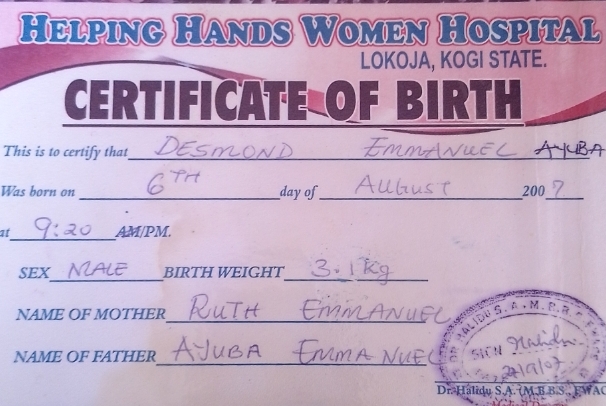 HELPING HANDS WOMEN HOSPITAL
LOKOJA, KOGI STATE.
CERTIFICATE OF BIRTH
This is to certify that DESMOND EMMANUEL AYUBA
Was born on 6TH day of AUGUST 2007
at 9:20 AM/PM.
SEX MALE BIRTH WEIGHT 3.1kg
NAME OF MOTHER RUTH EMMANUEL
NAME OF FATHER AYUBA EMMANUEL
HALIDU S. A. M.B.B.
SIGN
Dr. Halidu S.A. (M.B.B.S., FWAC